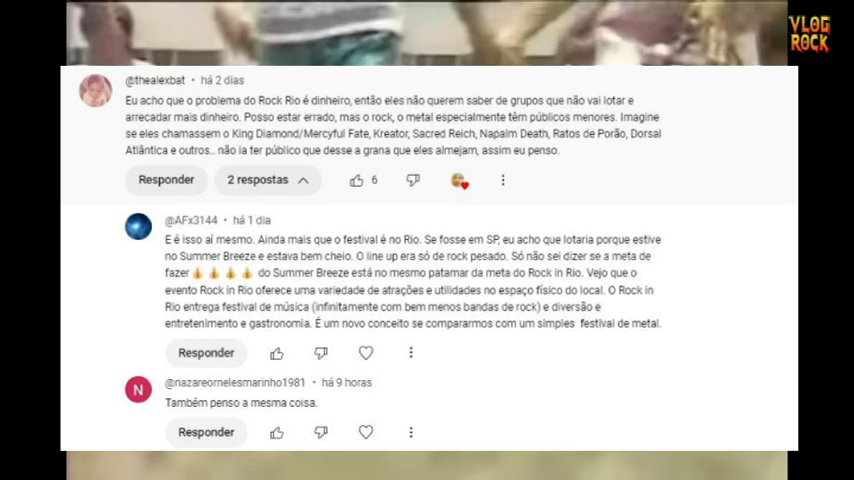 VLOG
ROCK
@thealexbat • há 2 dias
Eu acho que o problema do Rock Rio é dinheiro, então eles não querem saber de grupos que não vai lotar e
arrecadar mais dinheiro. Posso estar errado, mas o rock, o metal especialmente têm públicos menores. Imagine
se eles chamassem o King Diamond/Mercyful Fate, Kreator, Sacred Reich, Napalm Death, Ratos de Porão, Dorsal
Atlântica e outros.. não ia ter público que desse a grana que eles almejam, assim eu penso.
Responder 2 respostas 6
@AFx3144 • há 1 dia
E é isso aí mesmo. Ainda mais que o festival é no Rio. Se fosse em SP, eu acho que lotaria porque estive
no Summer Breeze e estava bem cheio. O line up era só de rock pesado. Só não sei dizer se a meta de
fazer 💰 💰 💰 💰 do Summer Breeze está no mesmo patamar da meta do Rock in Rio. Vejo que o
evento Rock in Rio oferece uma variedade de atrações e utilidades no espaço físico do local. O Rock in
Rio entrega festival de música (infinitamente com bem menos bandas de rock) e diversão e
entretenimento e gastronomia. É um novo conceito se compararmos com um simples festival de metal.
Responder
N
@nazareornelesmarinho1981 • há 9 horas
Também penso a mesma coisa.
Responder